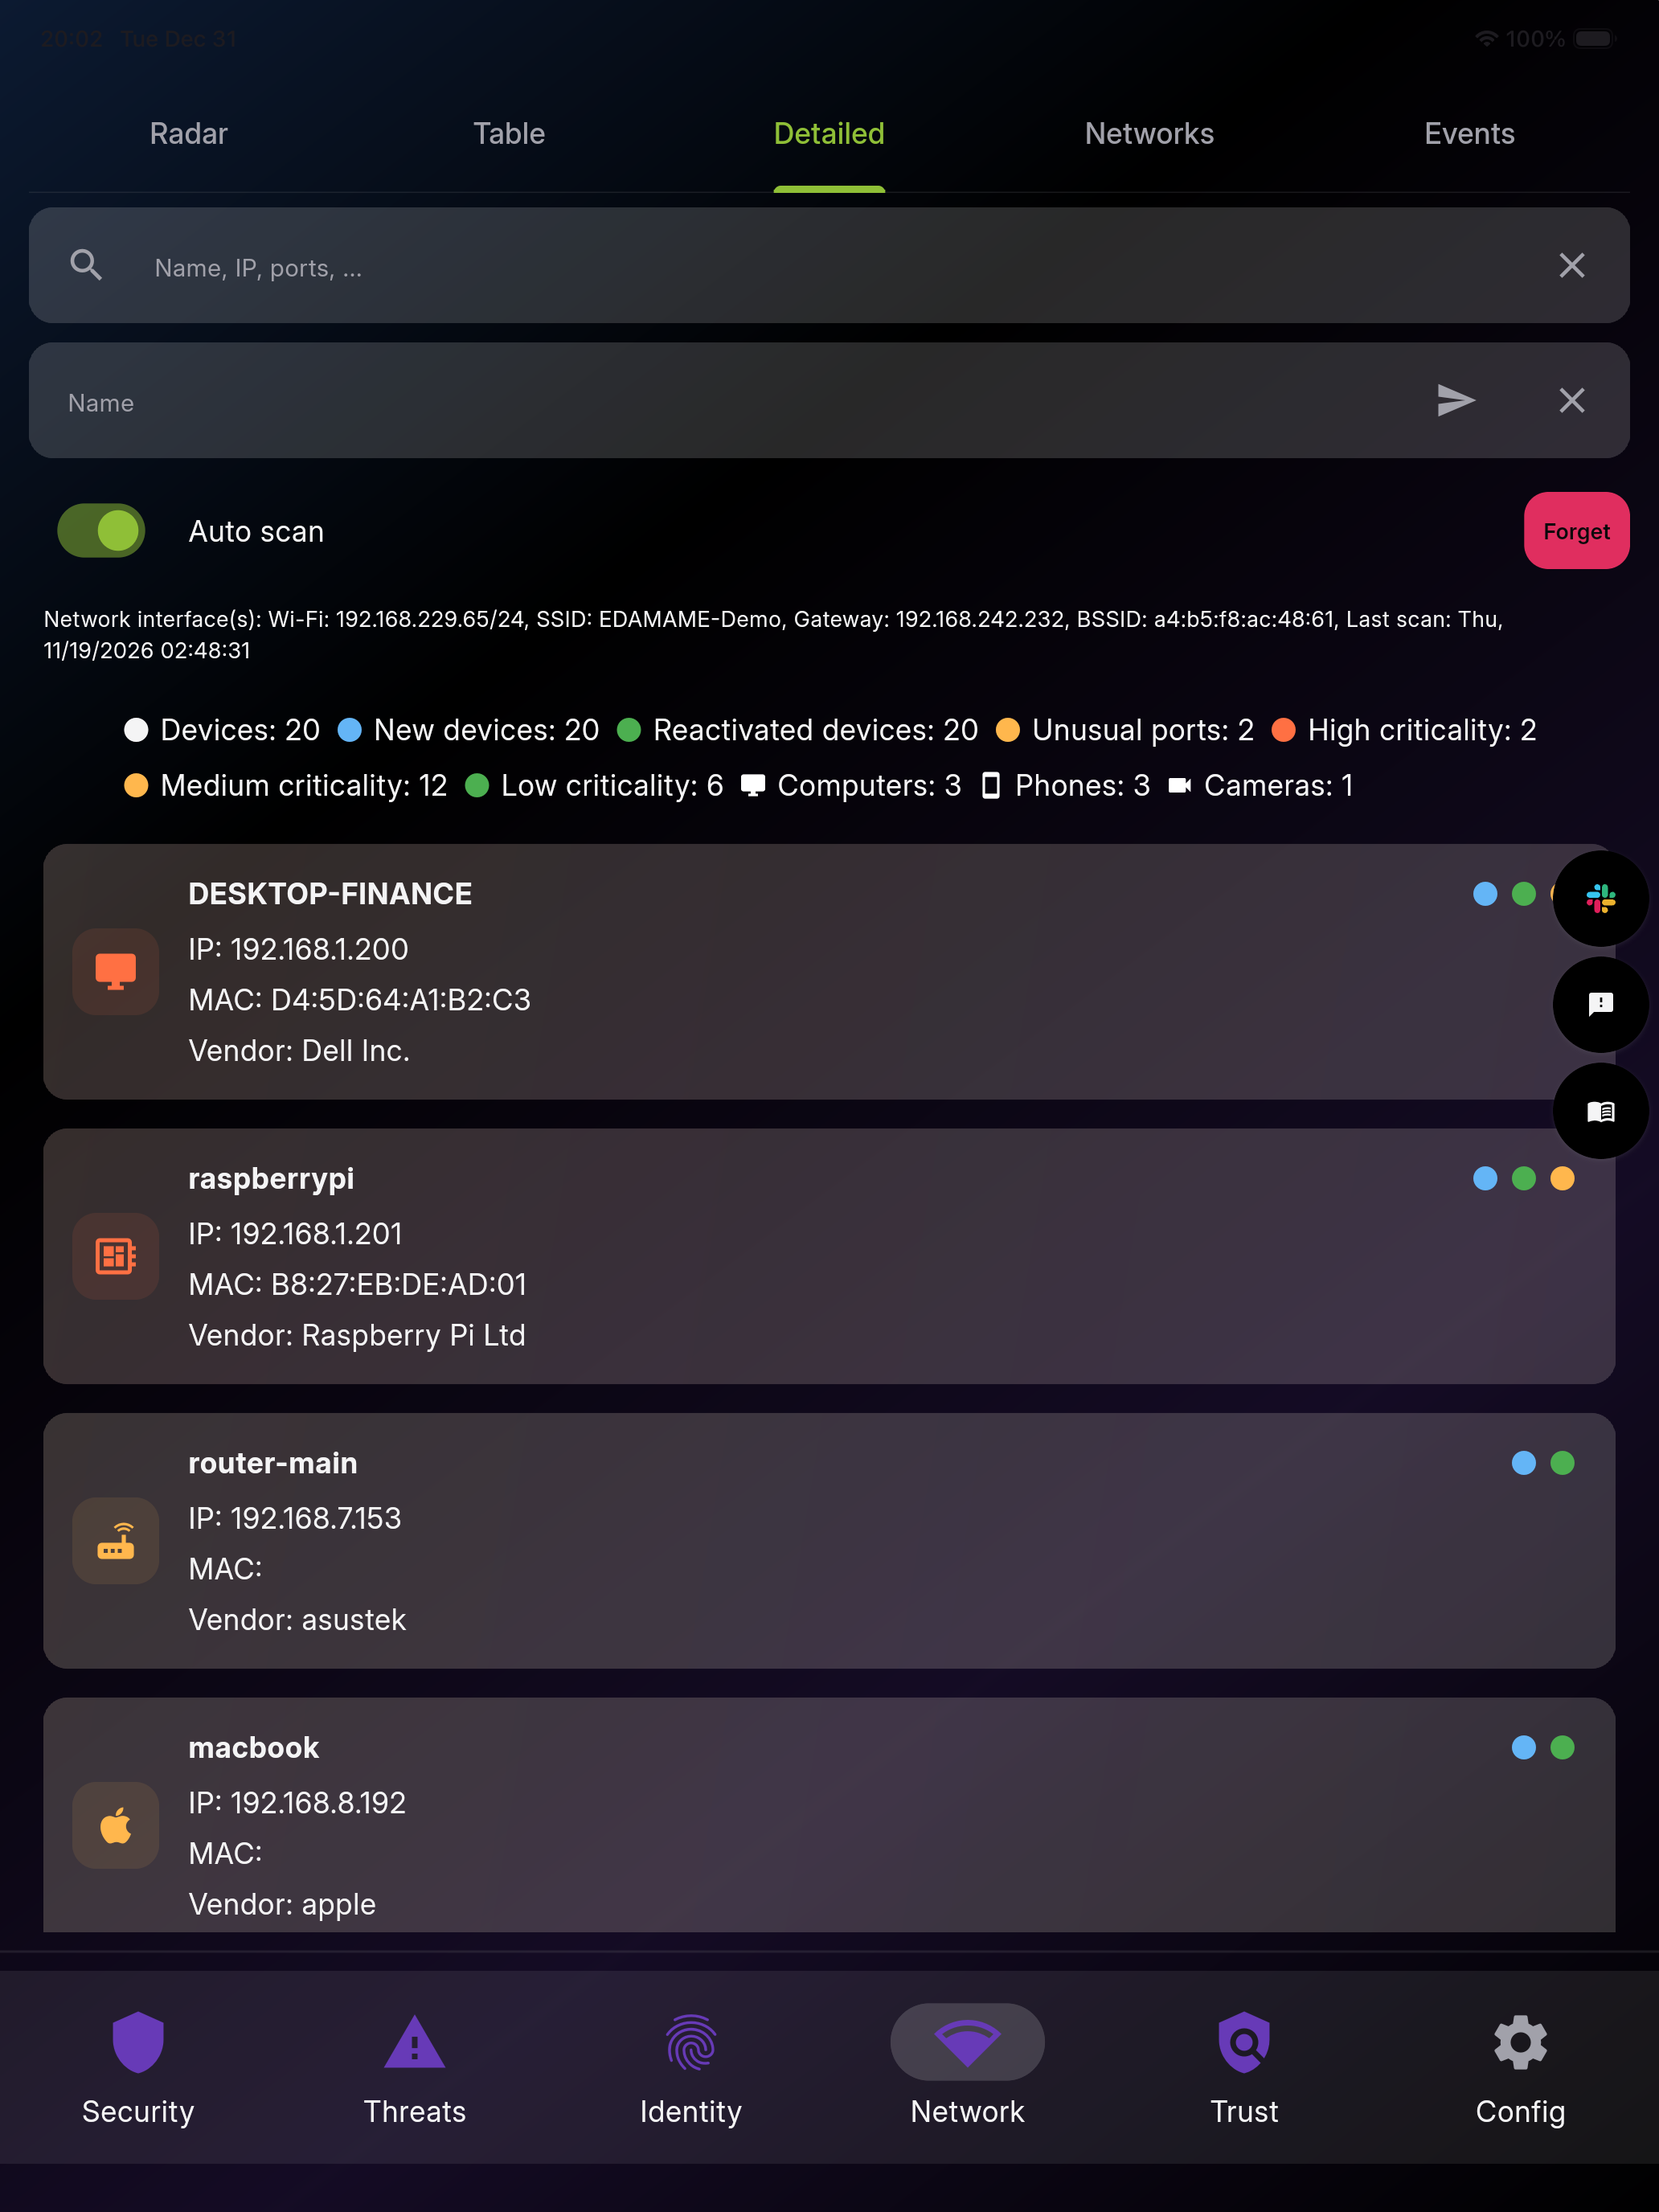 20:02 Tue Dec 31
100%
Radar Table Detailed Networks Events
Name, IP, ports, ...
Name
Auto scan
Forget
Network interface(s): Wi-Fi: 192.168.229.65/24, SSID: EDAMAME-Demo, Gateway: 192.168.242.232, BSSID: a4:b5:f8:ac:48:61, Last scan: Thu,
11/19/2026 02:48:31
Devices: 20 New devices: 20 Reactivated devices: 20 Unusual ports: 2 High criticality: 2
Medium criticality: 12 Low criticality: 6 Computers: 3 Phones: 3 Cameras: 1
DESKTOP-FINANCE
IP: 192.168.1.200
MAC: D4:5D:64:A1:B2:C3
Vendor: Dell Inc.
raspberrypi
IP: 192.168.1.201
MAC: B8:27:EB:DE:AD:01
Vendor: Raspberry Pi Ltd
router-main
IP: 192.168.7.153
MAC:
Vendor: asustek
macbook
IP: 192.168.8.192
MAC:
Vendor: apple
Security Threats Identity Network Trust Config